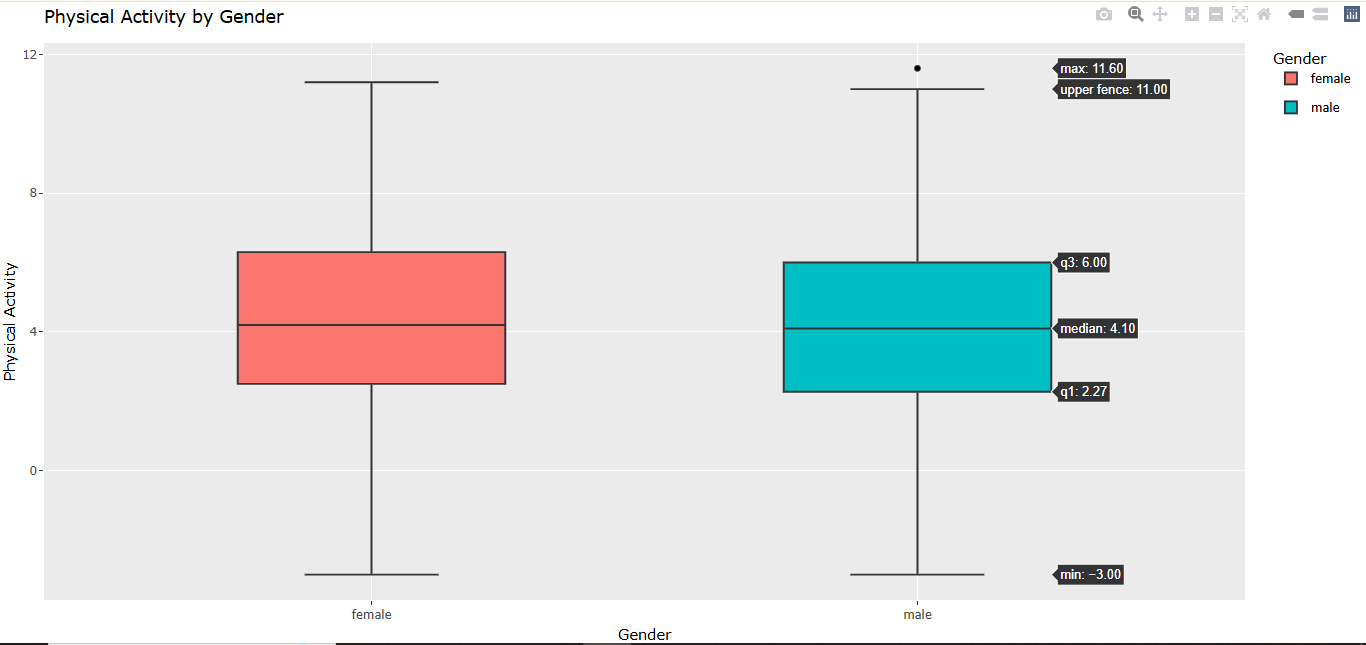 Physical Activity by Gender
12
8
4
0
Physical Activity
max: 11.60
upper fence: 11.00
q3: 6.00
median: 4.10
q1: 2.27
min: −3.00
Gender
female
male
female
male
Gender